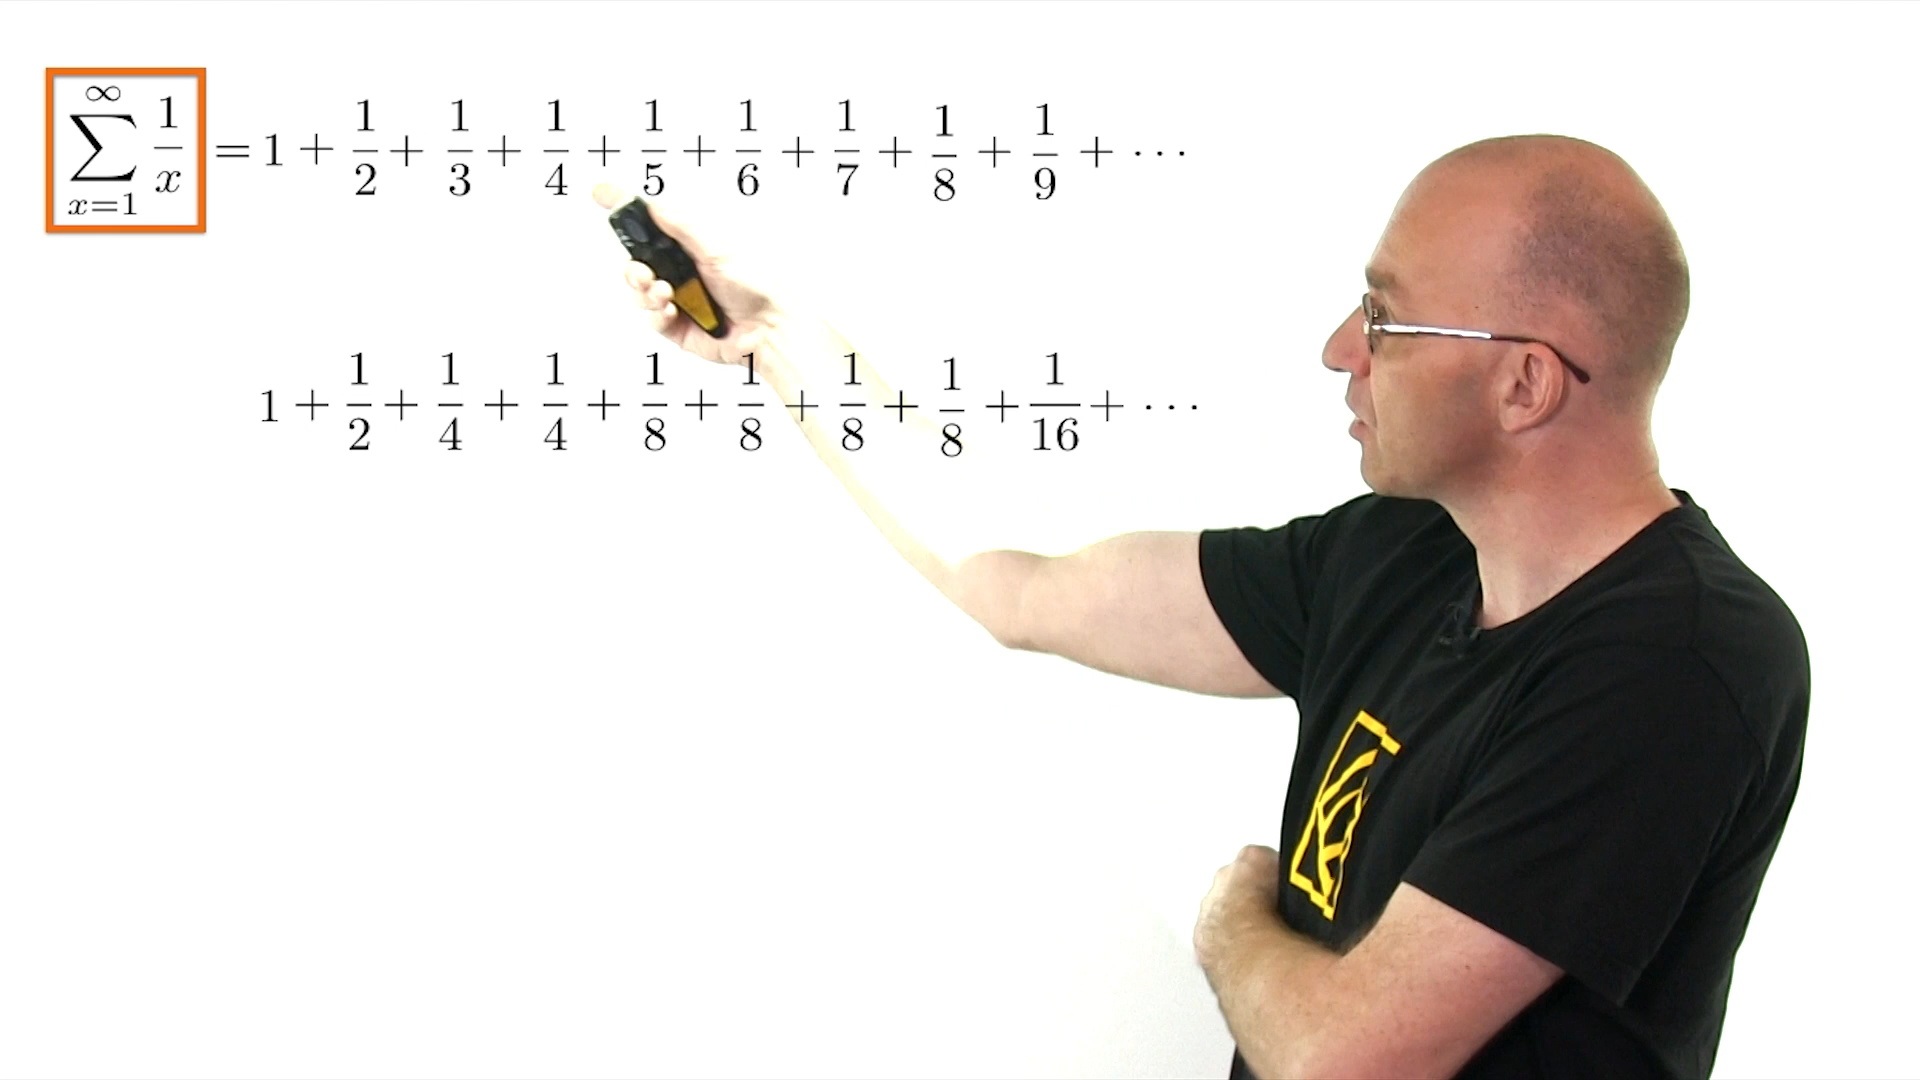 ∑_{x=1}^{∞} 1/x = 1 + 1/2 + 1/3 + 1/4 + 1/5 + 1/6 + 1/7 + 1/8 + 1/9 + ⋯
1 + 1/2 + 1/4 + 1/4 + 1/8 + 1/8 + 1/8 + 1/8 + 1/16 + ⋯